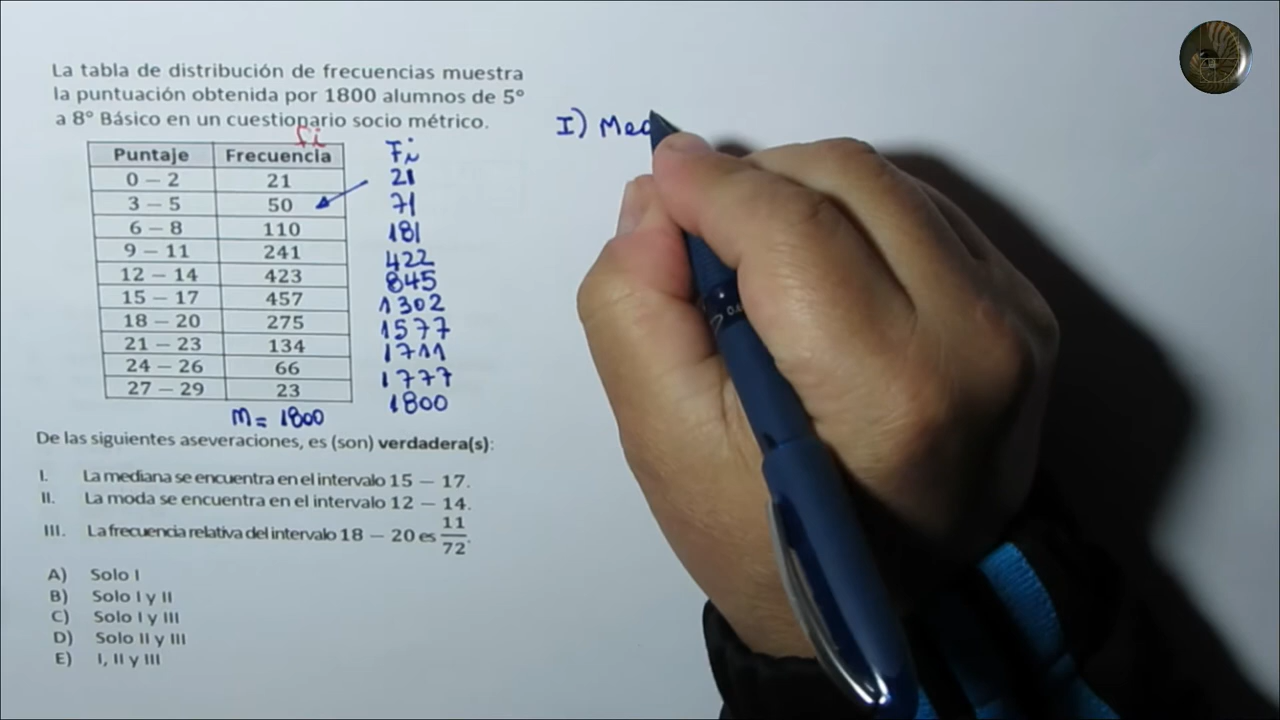 La tabla de distribución de frecuencias muestra
la puntuación obtenida por 1800 alumnos de 5°
a 8° Básico en un cuestionario socio métrico.
I)
fi
Puntaje Frecuencia Fi
0 – 2 21 21
3 – 5 50 71
6 – 8 110 181
9 – 11 241 422
12 – 14 423 845
15 – 17 457 1302
18 – 20 275 1577
21 – 23 134 1711
24 – 26 66 1777
27 – 29 23 1800
m = 1800
De las siguientes aseveraciones, es (son) verdadera(s):
I. La mediana se encuentra en el intervalo 15 – 17.
II. La moda se encuentra en el intervalo 12 – 14.
III. La frecuencia relativa del intervalo 18 – 20 es 11/72.
A) Solo I
B) Solo I y II
C) Solo I y III
D) Solo II y III
E) I, II y III